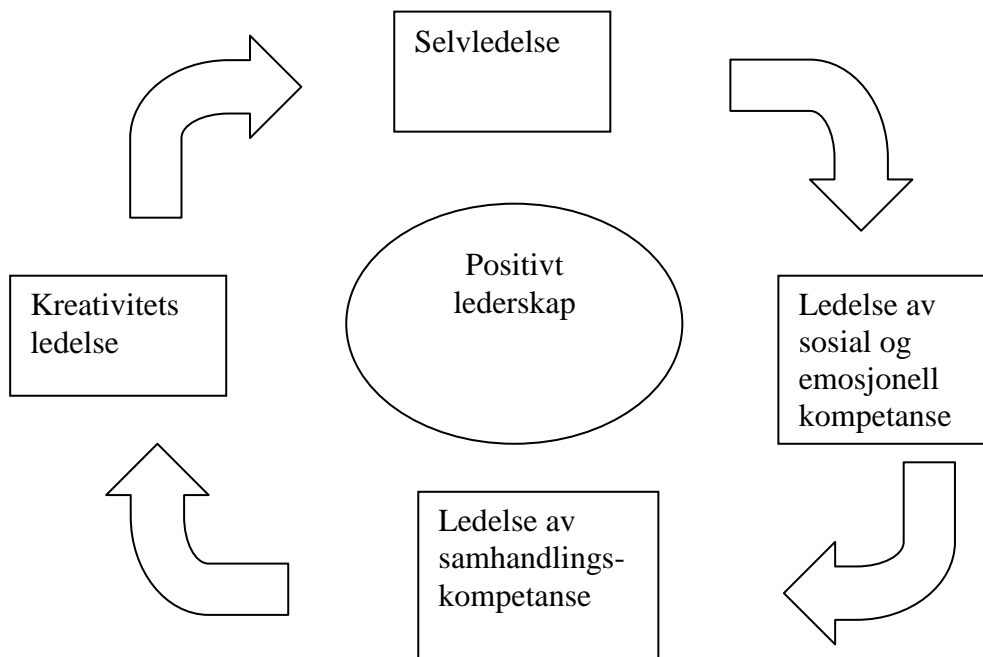 Selvledelse
Positivt
lederskap
Kreativitets
ledelse
Ledelse av
sosial og
emosjonell
kompetanse
Ledelse av
samhandlings-
kompetanse